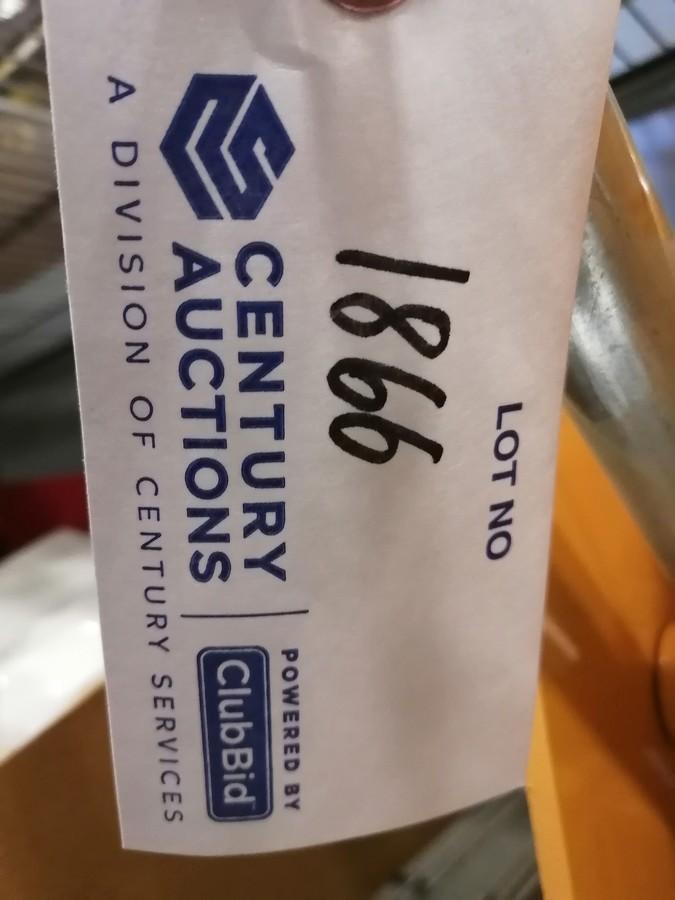 LOT NO
1866
CENTURY
AUCTIONS
POWERED BY
ClubBid
A DIVISION OF CENTURY SERVICES